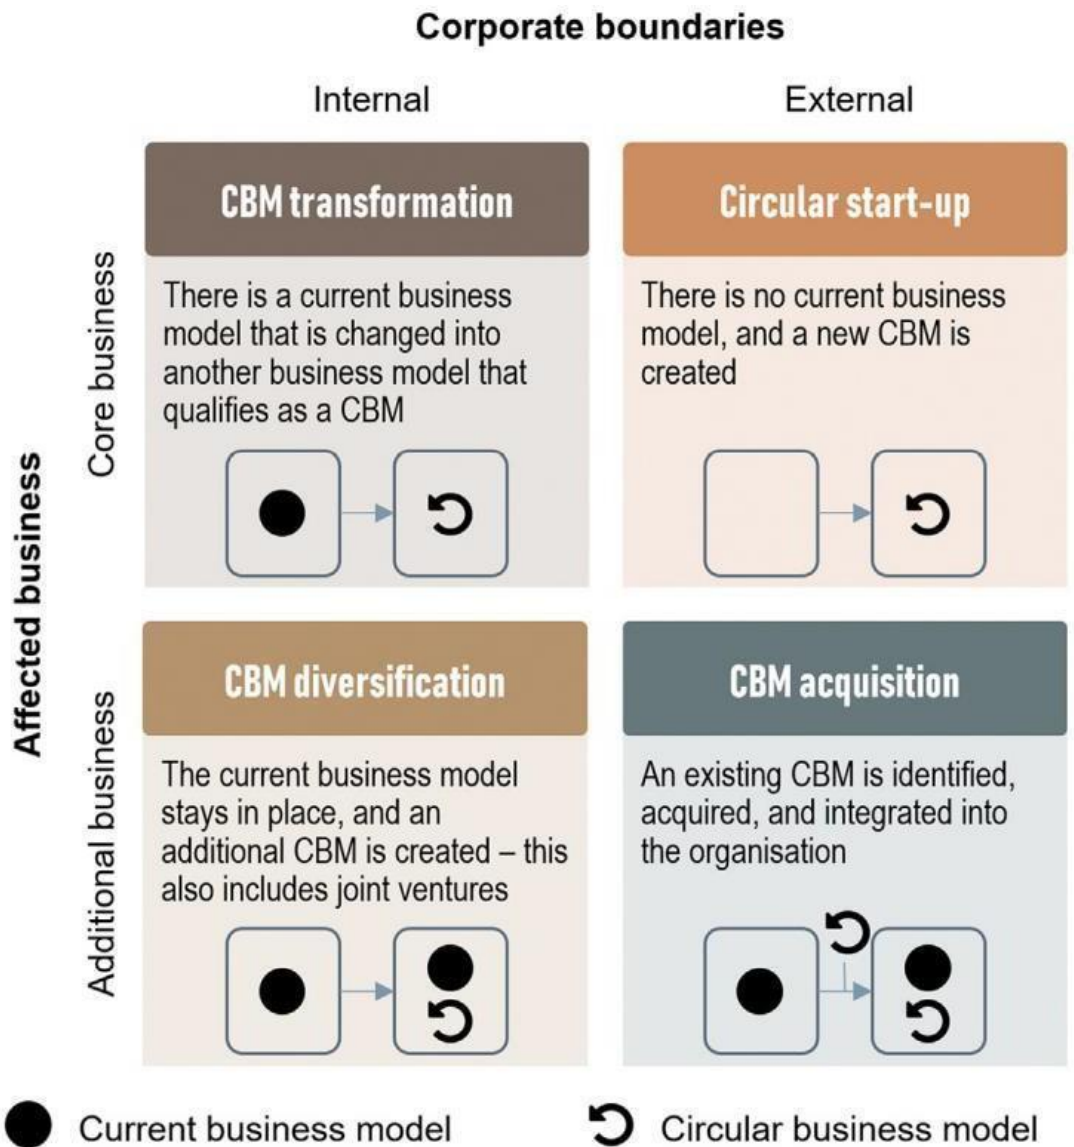 Corporate boundaries
Internal
External
Affected business
Core business
CBM transformation
There is a current business
model that is changed into
another business model that
qualifies as a CBM
Circular start-up
There is no current business
model, and a new CBM is
created
Additional business
CBM diversification
The current business model
stays in place, and an
additional CBM is created – this
also includes joint ventures
CBM acquisition
An existing CBM is identified,
acquired, and integrated into
the organisation
Current business model
Circular business model